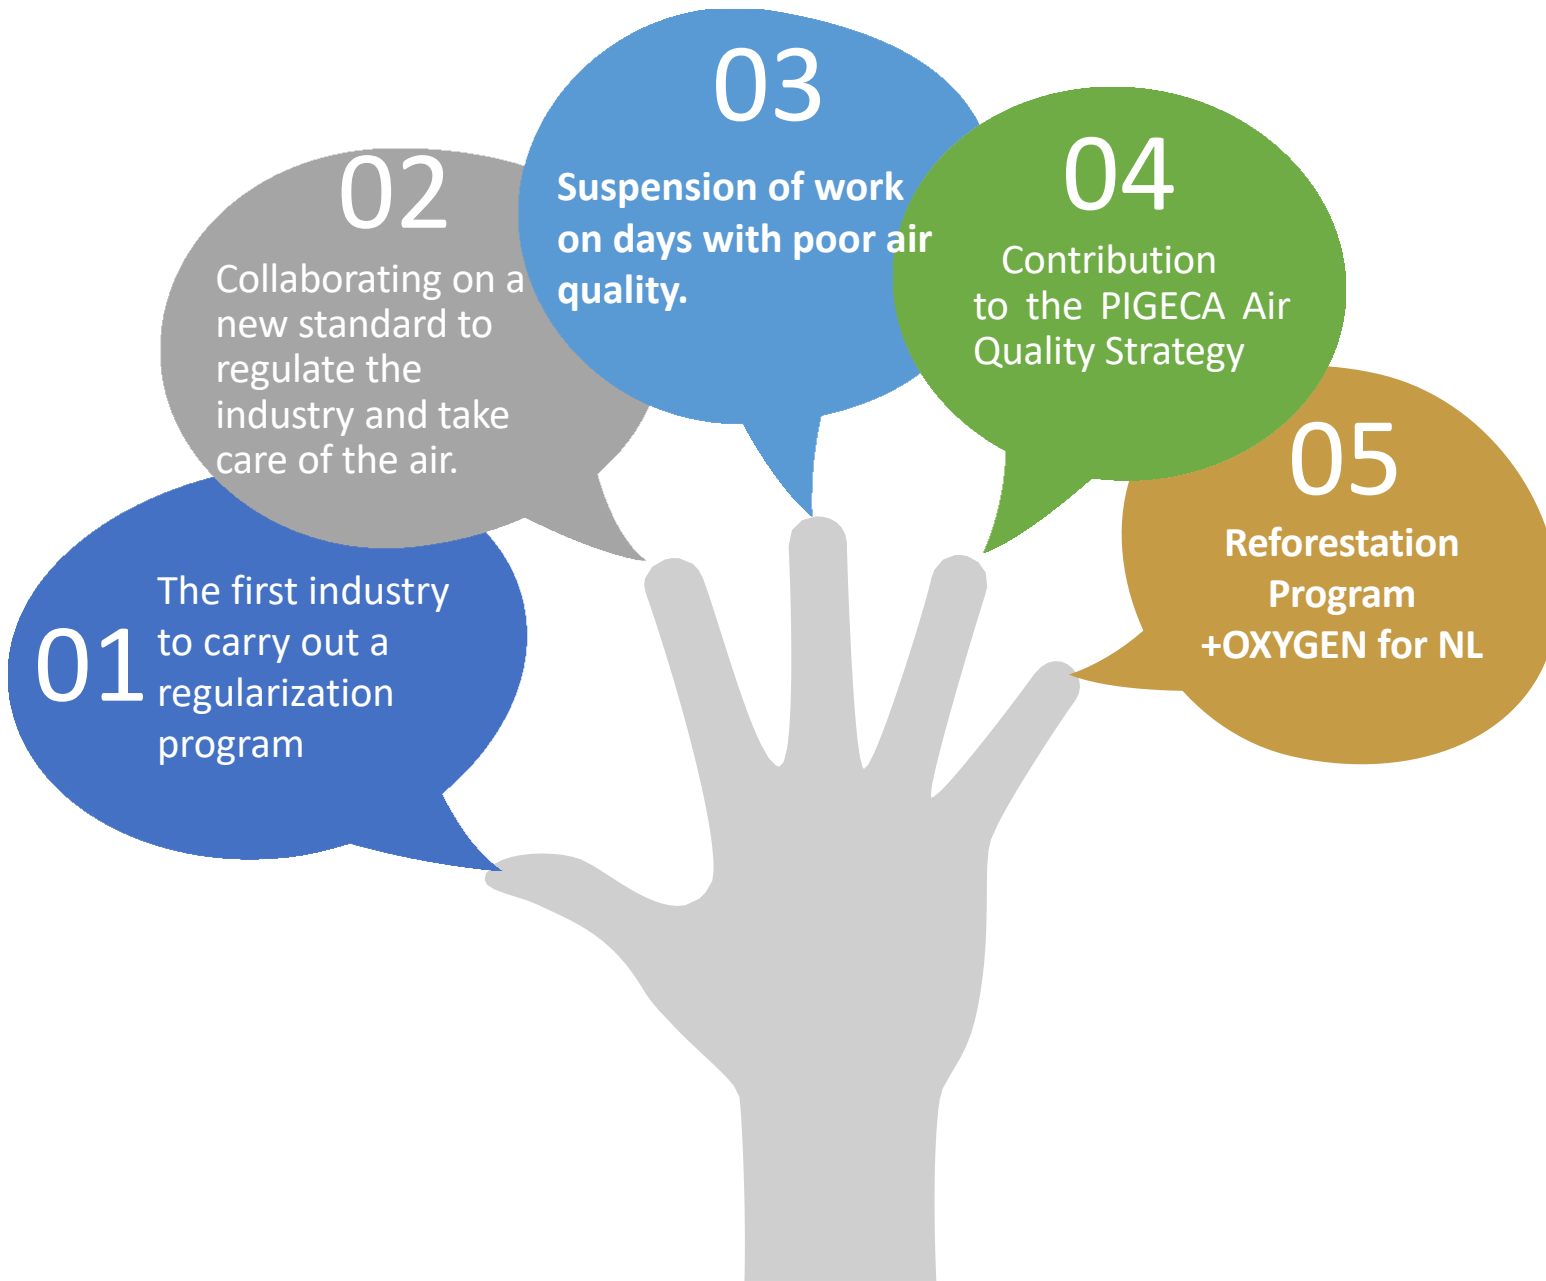 01
The first industry
to carry out a
regularization
program
02
Collaborating on a
new standard to
regulate the
industry and take
care of the air.
03
Suspension of work
on days with poor air
quality.
04
Contribution
to the PIGECA Air
Quality Strategy
05
Reforestation
Program
+OXYGEN for NL